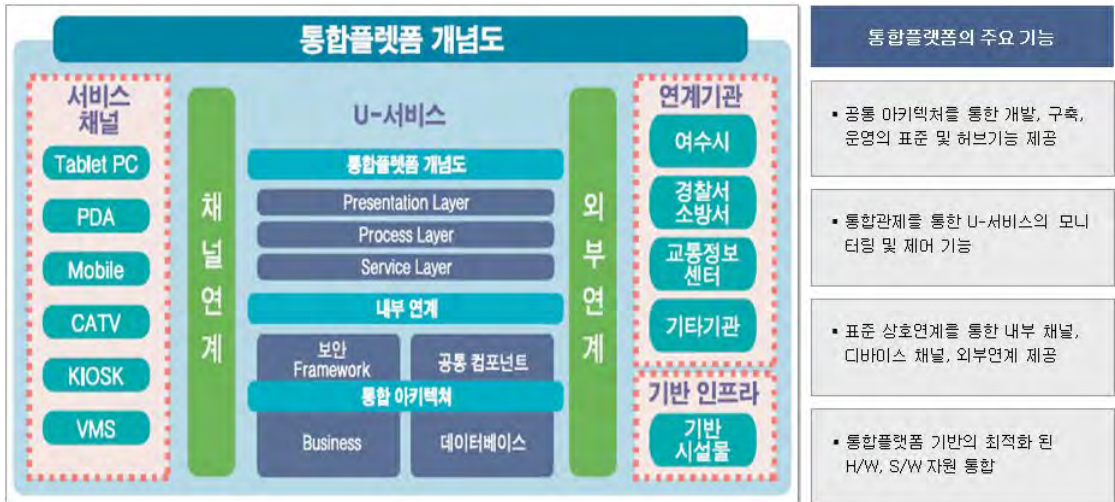 통합플렛폼 개념도
서비스
채널
Tablet PC
PDA
Mobile
CATV
KIOSK
VMS
채널연계
U-서비스
통합플랫폼 개념도
Presentation Layer
Process Layer
Service Layer
내부 연계
보안
Framework
공통 컴포넌트
통합 아키텍쳐
Business
데이터베이스
외부연계
연계기관
여수시
경찰서
소방서
교통정보
센터
기타기관
기반 인프라
기반
시설물
통합플랫폼의 주요 기능
▪ 공통 아키텍처를 통한 개발, 구축,
운영의 표준 및 허브기능 제공
▪ 통합관제를 통한 U-서비스의 모니
터링 및 제어 기능
▪ 표준 상호연계를 통한 내부 채널,
디바이스 채널, 외부연계 제공
▪ 통합플랫폼 기반의 최적화 된
H/W, S/W 자원 통합